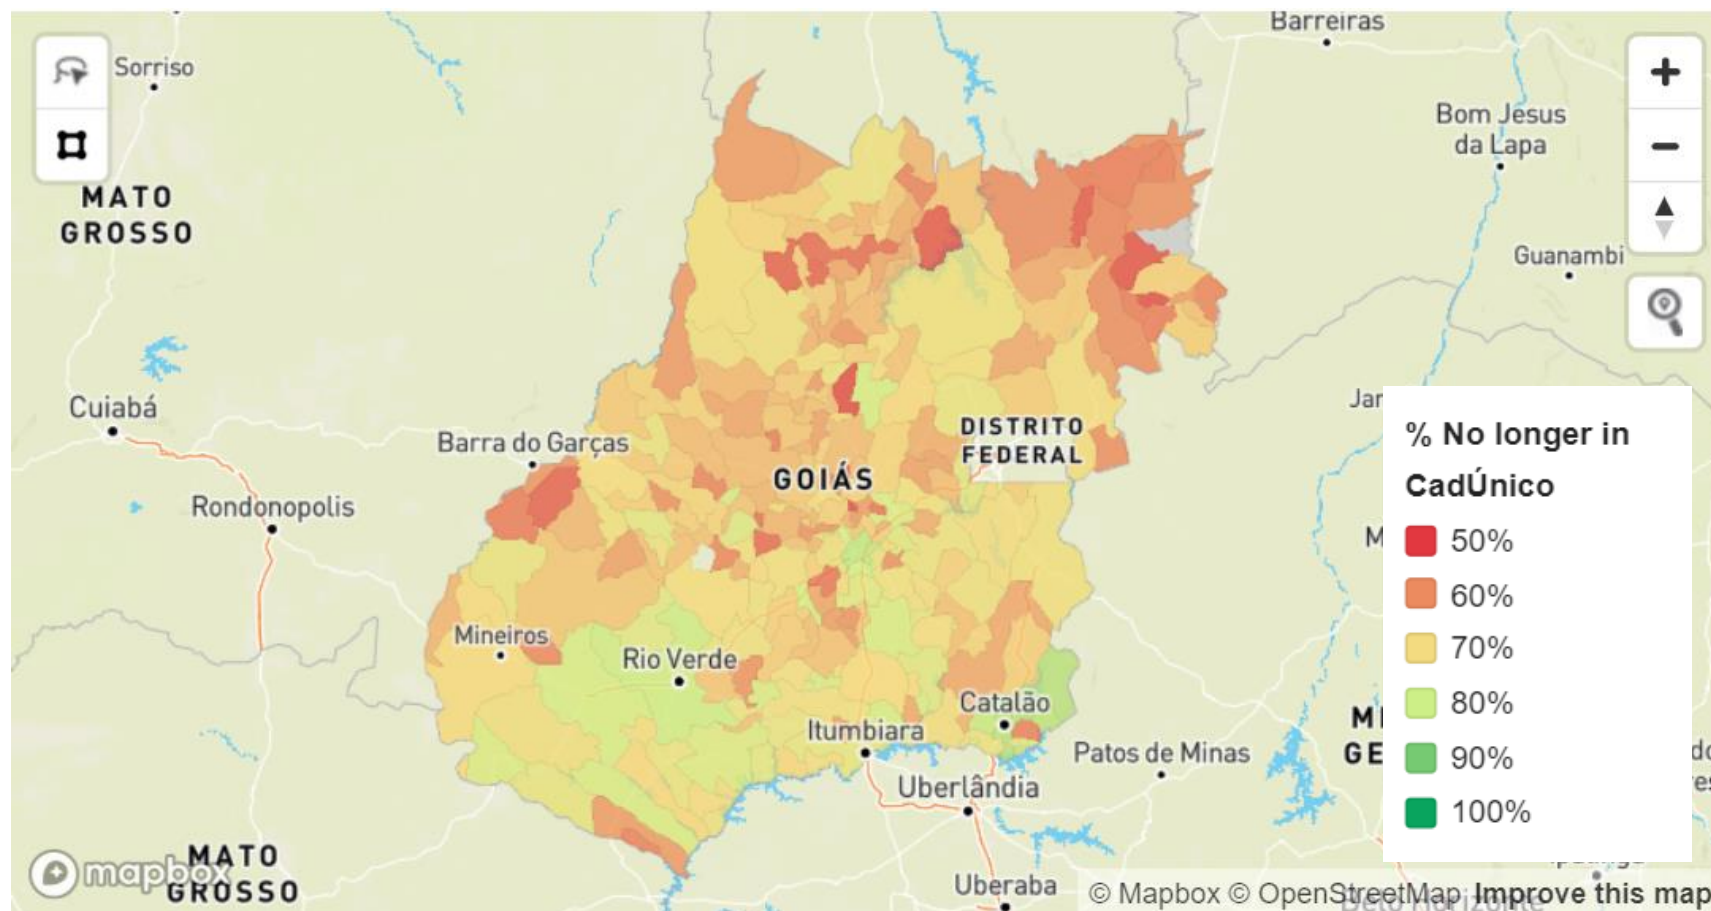 Barreiras
Sorriso
Bom Jesus
da Lapa
MATO
GROSSO
Guanambi
Cuiabá
Barra do Garças
DISTRITO
FEDERAL
GOIÁS
Rondonopolis
Mineiros
Rio Verde
Catalão
Itumbiara
Patos de Minas
Uberlândia
Uberaba
MATO
GROSSO
mapbox
% No longer in
CadÚnico
50%
60%
70%
80%
90%
100%
© Mapbox © OpenStreetMap Improve this map